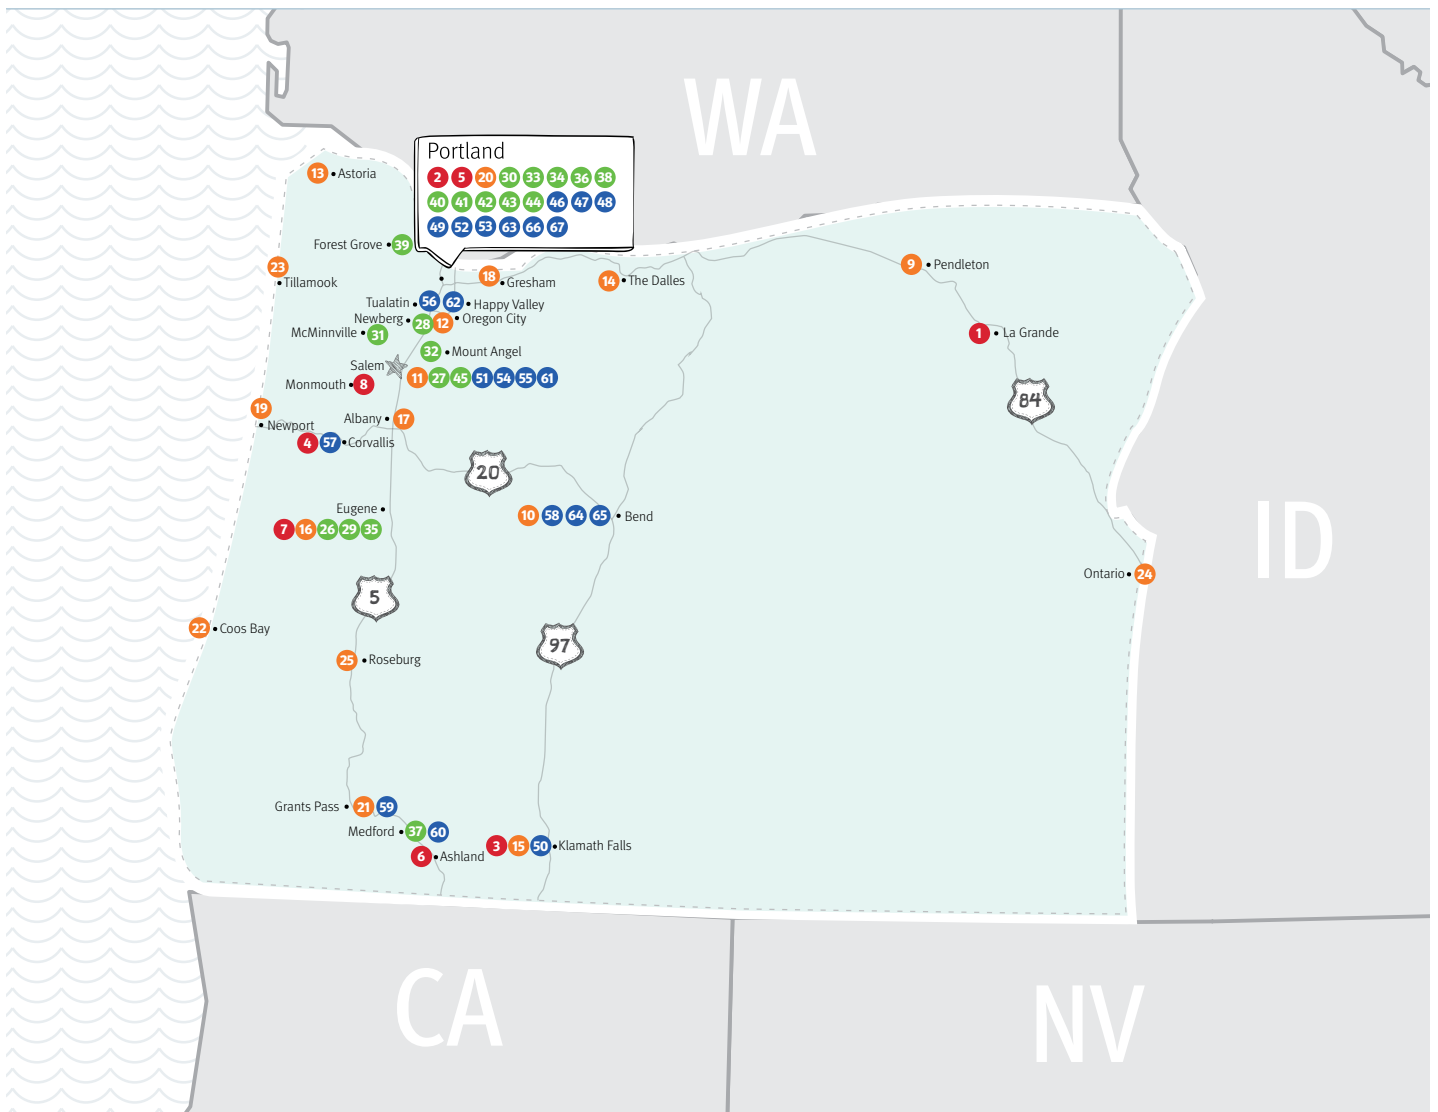 WA
Portland
2 5 20 30 33 34 36 38
40 41 42 43 44 46 47 48
49 52 53 63 66 67
13 Astoria
Forest Grove 39
23
Tillamook
18 Gresham
14 The Dalles
9 Pendleton
Tualatin 56 62 Happy Valley
Newberg 28 12 Oregon City
McMinnville 31
1 La Grande
32 Mount Angel
Salem 11 27 45 51 54 55 61
Monmouth 8
84
19
Newport
Albany 17
4 57 Corvallis
20
Eugene
7 16 26 29 35
10 58 64 65 Bend
ID
Ontario 24
5
22 Coos Bay
97
25 Roseburg
Grants Pass 21 59
Medford 37 60
6 Ashland
3 15 50 Klamath Falls
CA
NV